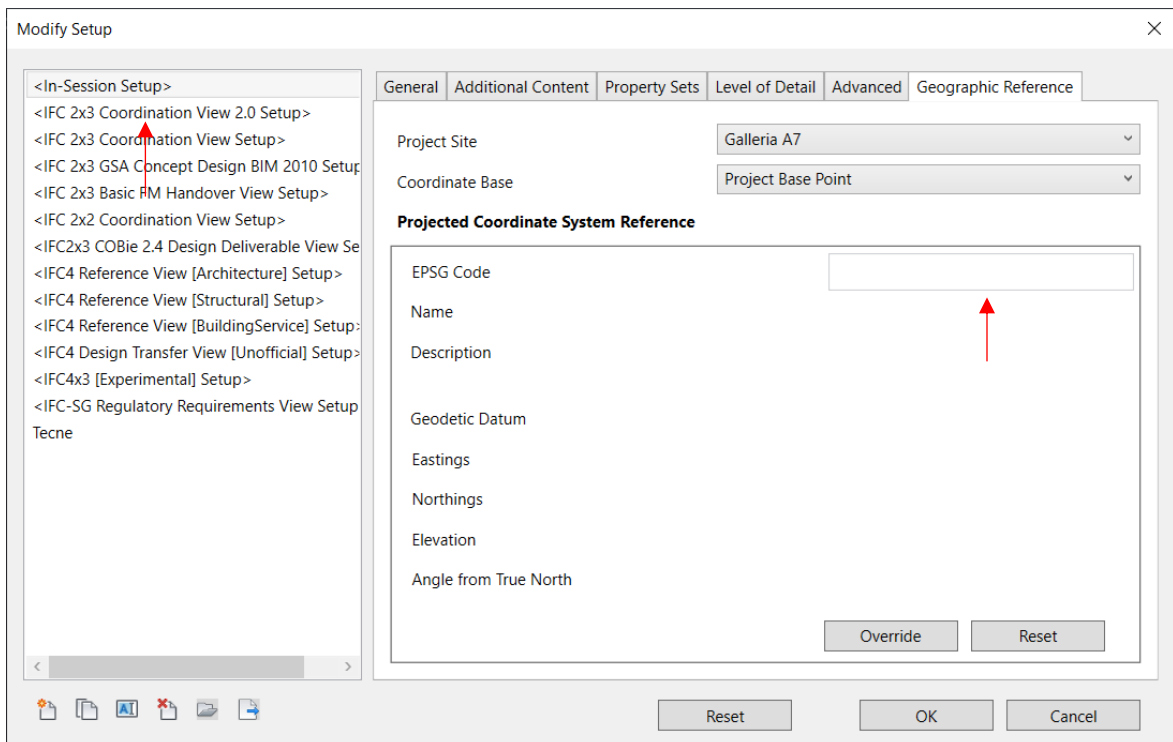 Modify Setup
<In-Session Setup>
<IFC 2x3 Coordination View 2.0 Setup>
<IFC 2x3 Coordination View Setup>
<IFC 2x3 GSA Concept Design BIM 2010 Setup
<IFC 2x3 Basic FM Handover View Setup>
<IFC 2x2 Coordination View Setup>
<IFC2x3 COBie 2.4 Design Deliverable View Se
<IFC4 Reference View [Architecture] Setup>
<IFC4 Reference View [Structural] Setup>
<IFC4 Reference View [BuildingService] Setup>
<IFC4 Design Transfer View [Unofficial] Setup>
<IFC4x3 [Experimental] Setup>
<IFC-SG Regulatory Requirements View Setup
Tecne
General Additional Content Property Sets Level of Detail Advanced Geographic Reference
Project Site Galleria A7
Coordinate Base Project Base Point
Projected Coordinate System Reference
EPSG Code
Name
Description
Geodetic Datum
Eastings
Northings
Elevation
Angle from True North
Override Reset
Reset OK Cancel